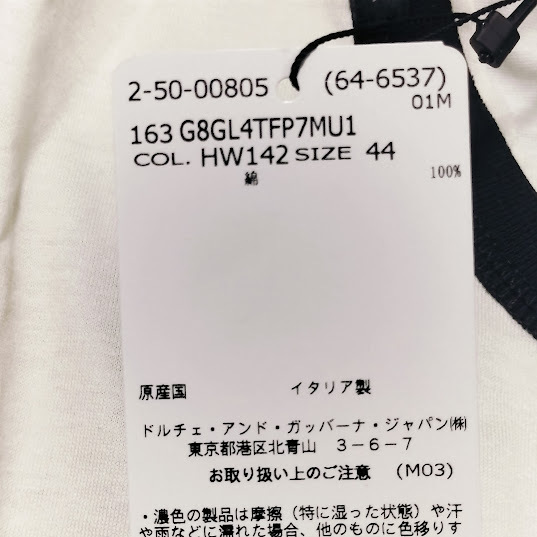 2-50-00805 (64-6537)
01M
163 G8GL4TFP7MU1
COL. HW142 SIZE 44
綿 100%
原産国 イタリア製
ドルチェ・アンド・ガッバーナ・ジャパン㈱
東京都港区北青山 3-6-7
お取り扱い上のご注意 (M03)
・濃色の製品は摩擦(特に湿った状態)や汗
や雨などに濡れた場合、他のものに色移りす